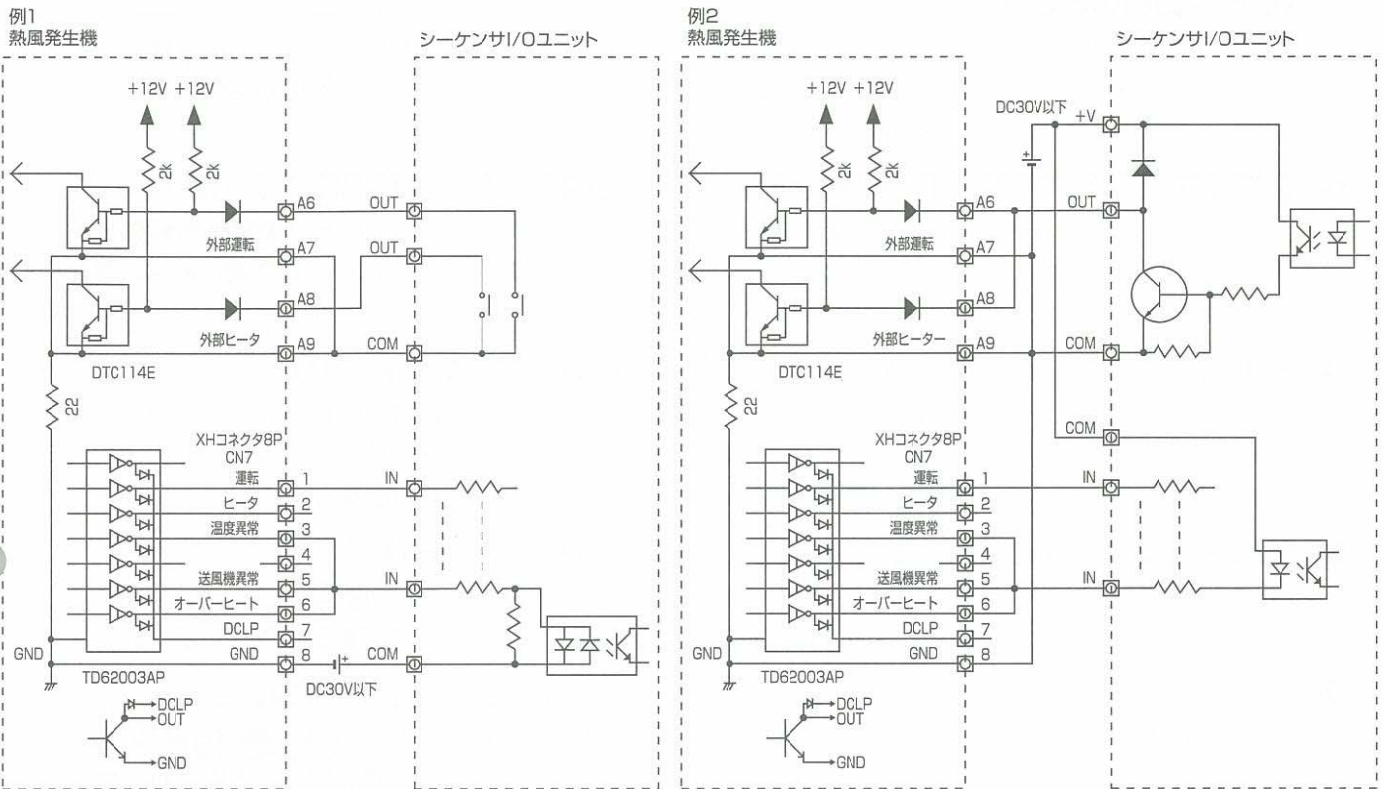 例1
熱風発生機
シーケンサI/Oユニット
+12V +12V
2k
2k
A6
OUT
外部運転
A7
OUT
A8
外部ヒータ
A9
COM
DTC114E
22
XHコネクタ8P
CN7
運転
1
IN
ヒータ
2
温度異常
3
4
送風機異常
5
IN
オーバーヒート
6
DCLP
7
GND
GND
8
COM
TD62003AP
DC30V以下
DCLP
OUT
GND
例2
熱風発生機
シーケンサI/Oユニット
+12V +12V
DC30V以下
+V
2k
2k
A6
OUT
外部運転
A7
A8
外部ヒーター
A9
COM
DTC114E
22
COM
XHコネクタ8P
CN7
運転
1
IN
ヒータ
2
温度異常
3
4
送風機異常
5
IN
オーバーヒート
6
DCLP
7
GND
GND
8
TD62003AP
DCLP
OUT
GND